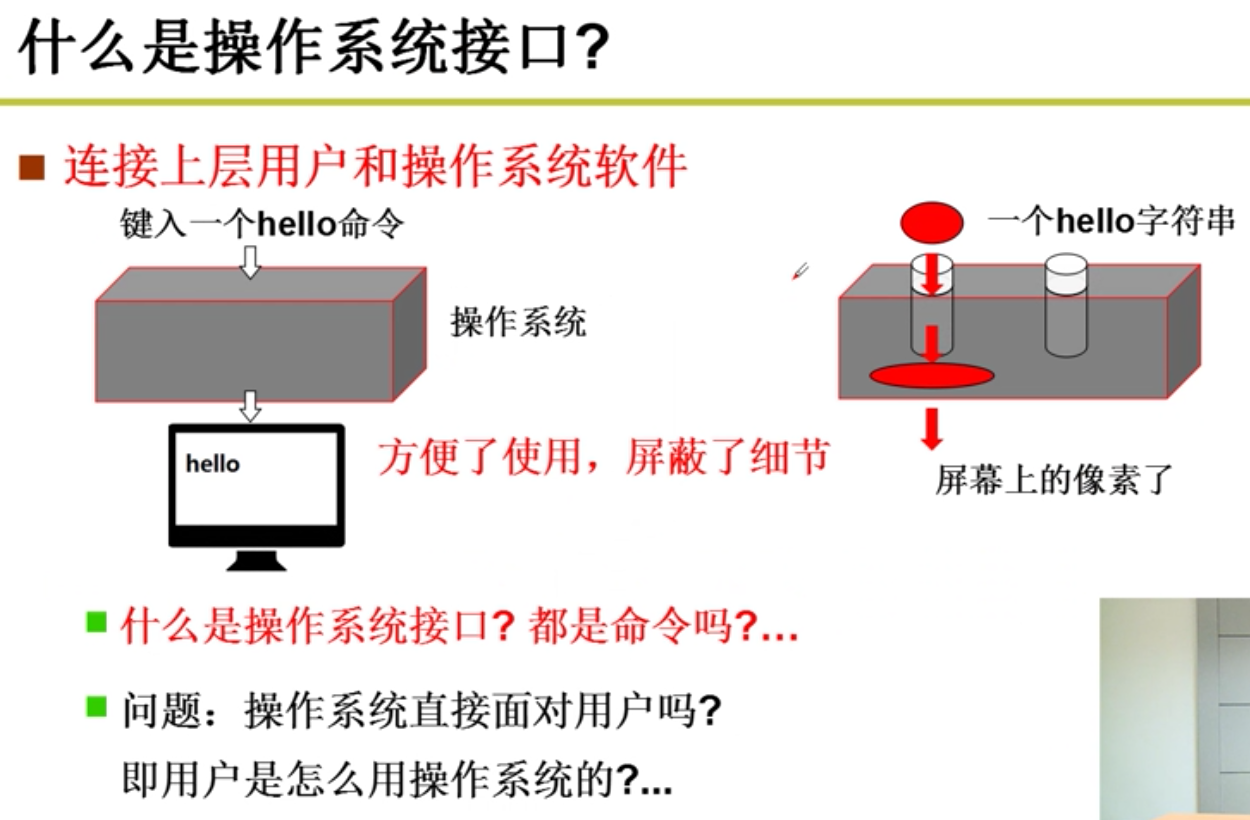 什么是操作系统接口?
连接上层用户和操作系统软件
键入一个hello命令
一个hello字符串
操作系统
hello
方便了使用，屏蔽了细节
屏幕上的像素了
什么是操作系统接口? 都是命令吗?...
问题：操作系统直接面对用户吗?
即用户是怎么用操作系统的?...